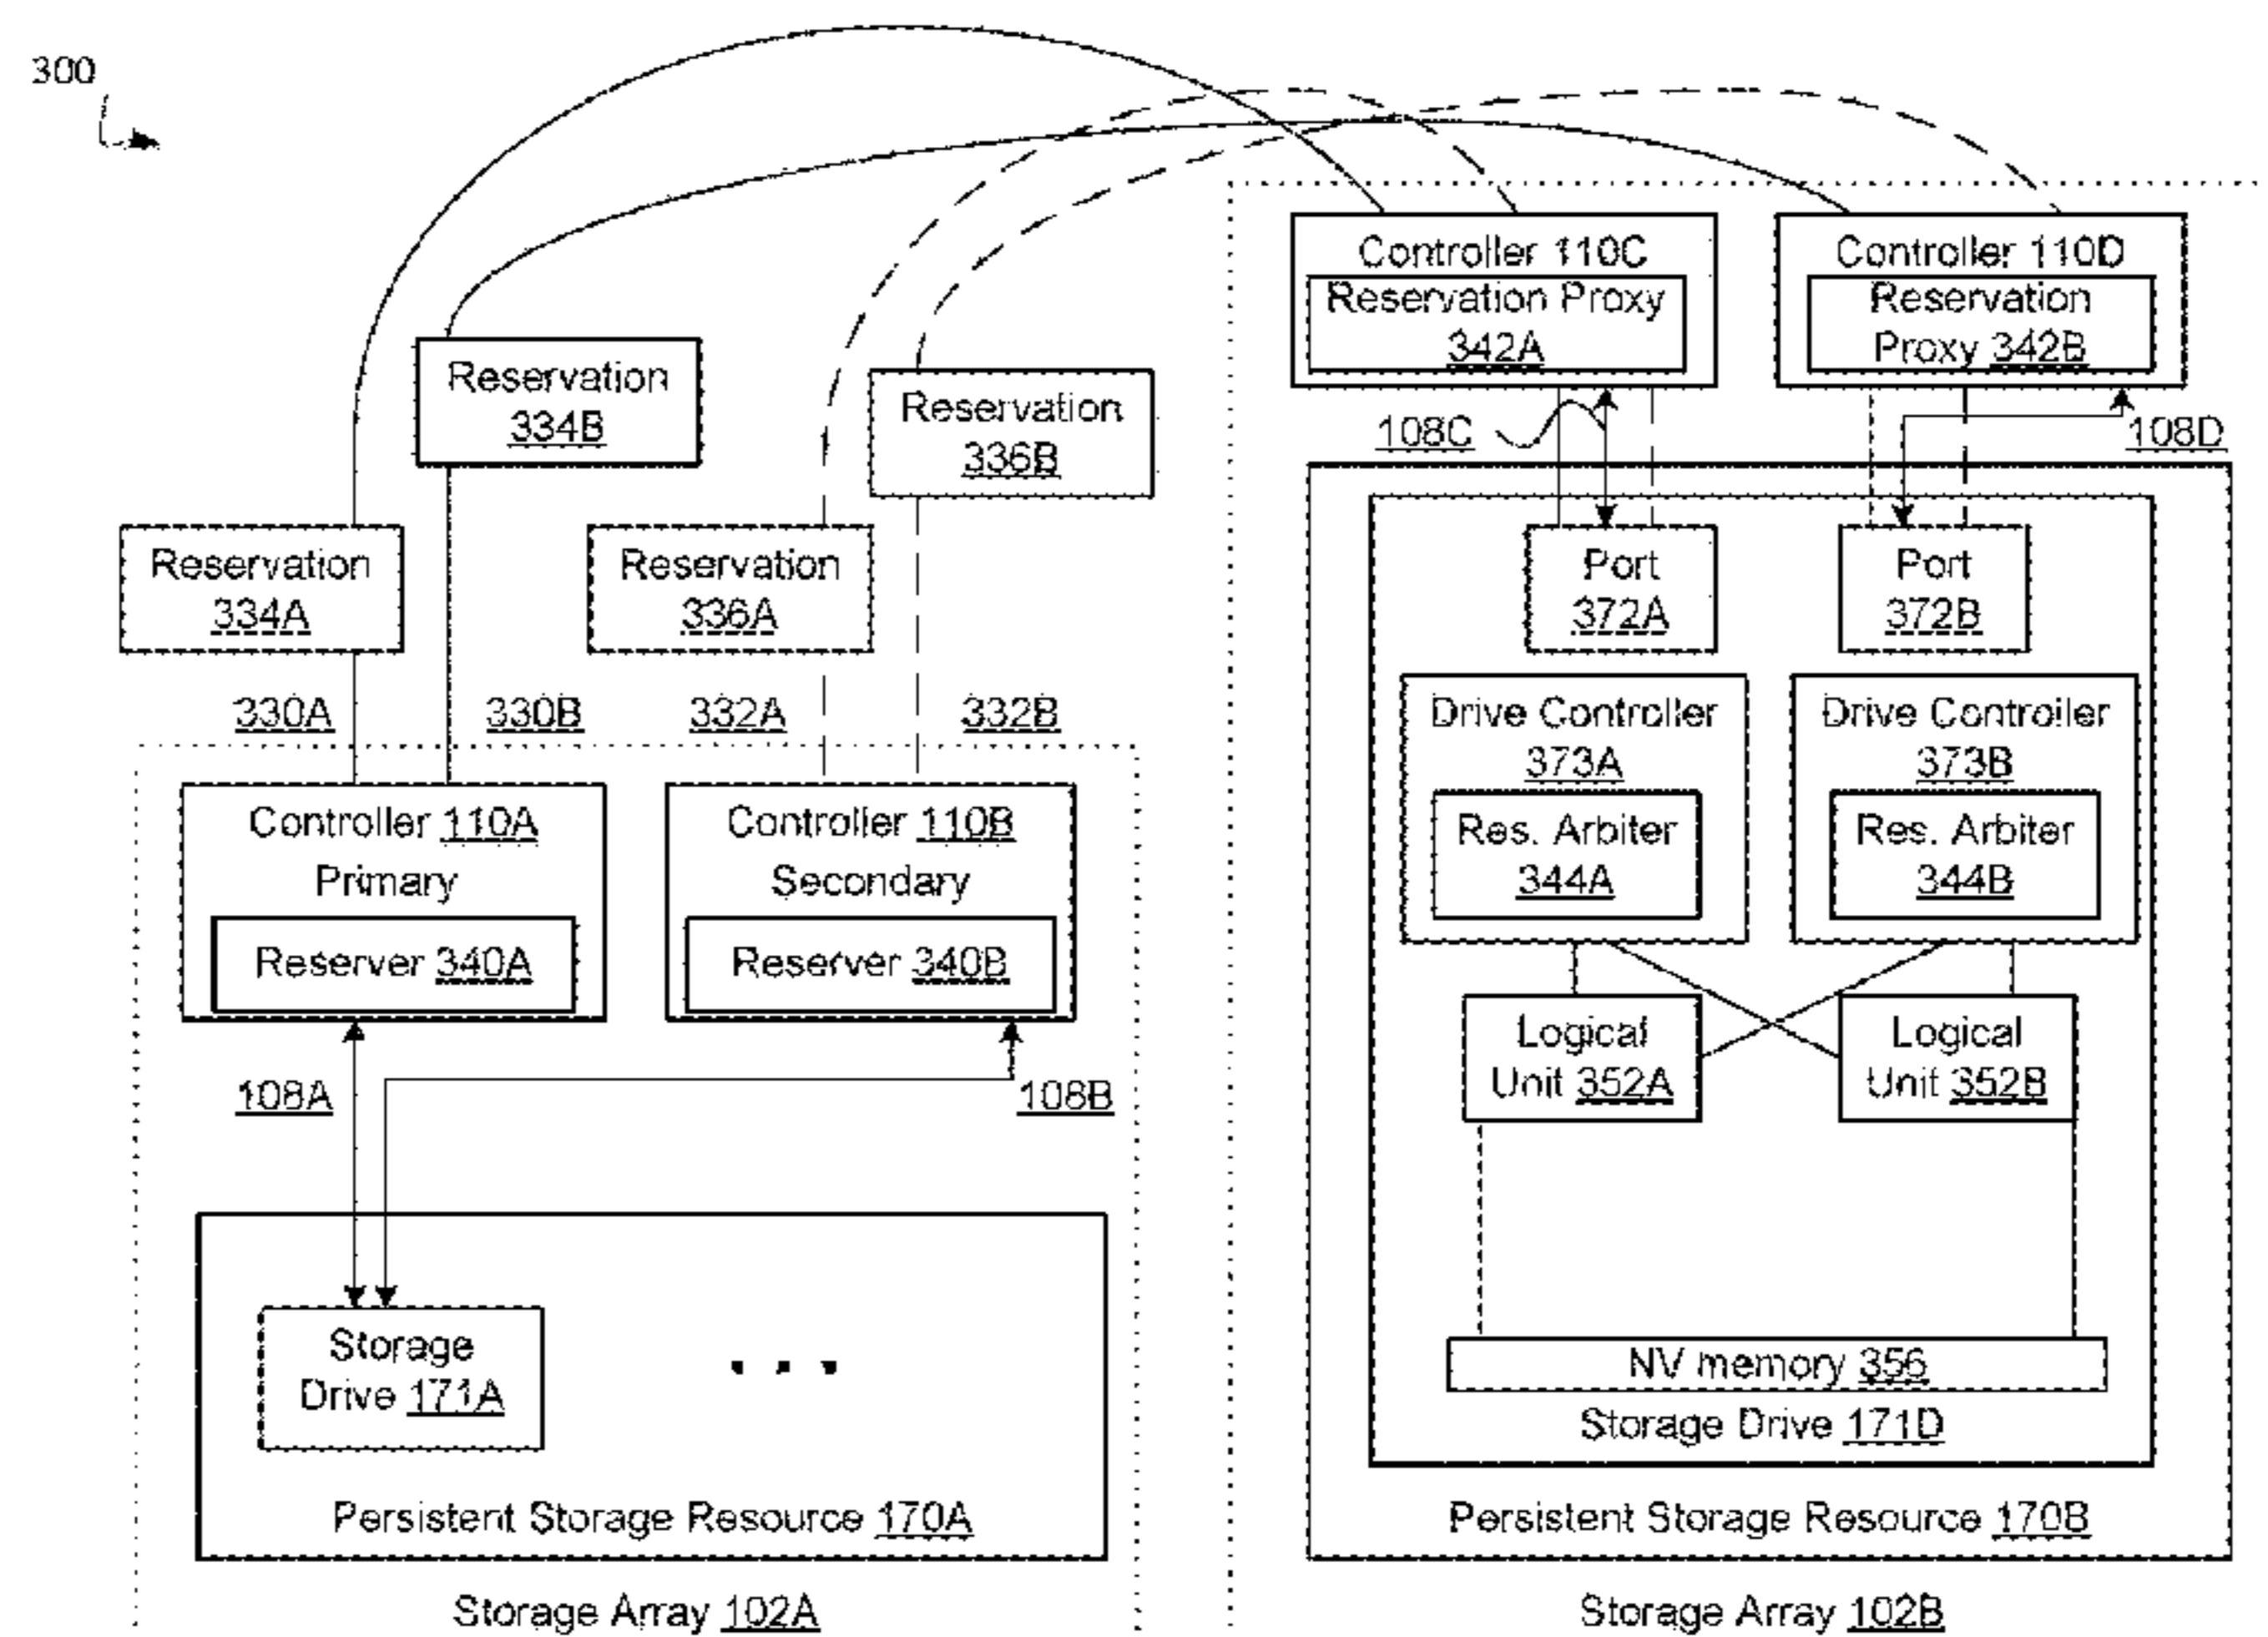 300
Controller 110C
Reservation Proxy
342A
Controller 110D
Reservation
Proxy 342B
Reservation
334B
Reservation
336B
108C
108D
Reservation
334A
Reservation
336A
Port
372A
Port
372B
330A
330B
332A
332B
Drive Controller
373A
Res. Arbiter
344A
Drive Controller
373B
Res. Arbiter
344B
Controller 110A
Primary
Reserver 340A
Controller 110B
Secondary
Reserver 340B
Logical
Unit 352A
Logical
Unit 352B
108A
108B
Storage
Drive 171A
...
NV memory 356
Storage Drive 171D
Persistent Storage Resource 170A
Persistent Storage Resource 170B
Storage Array 102A
Storage Array 102B